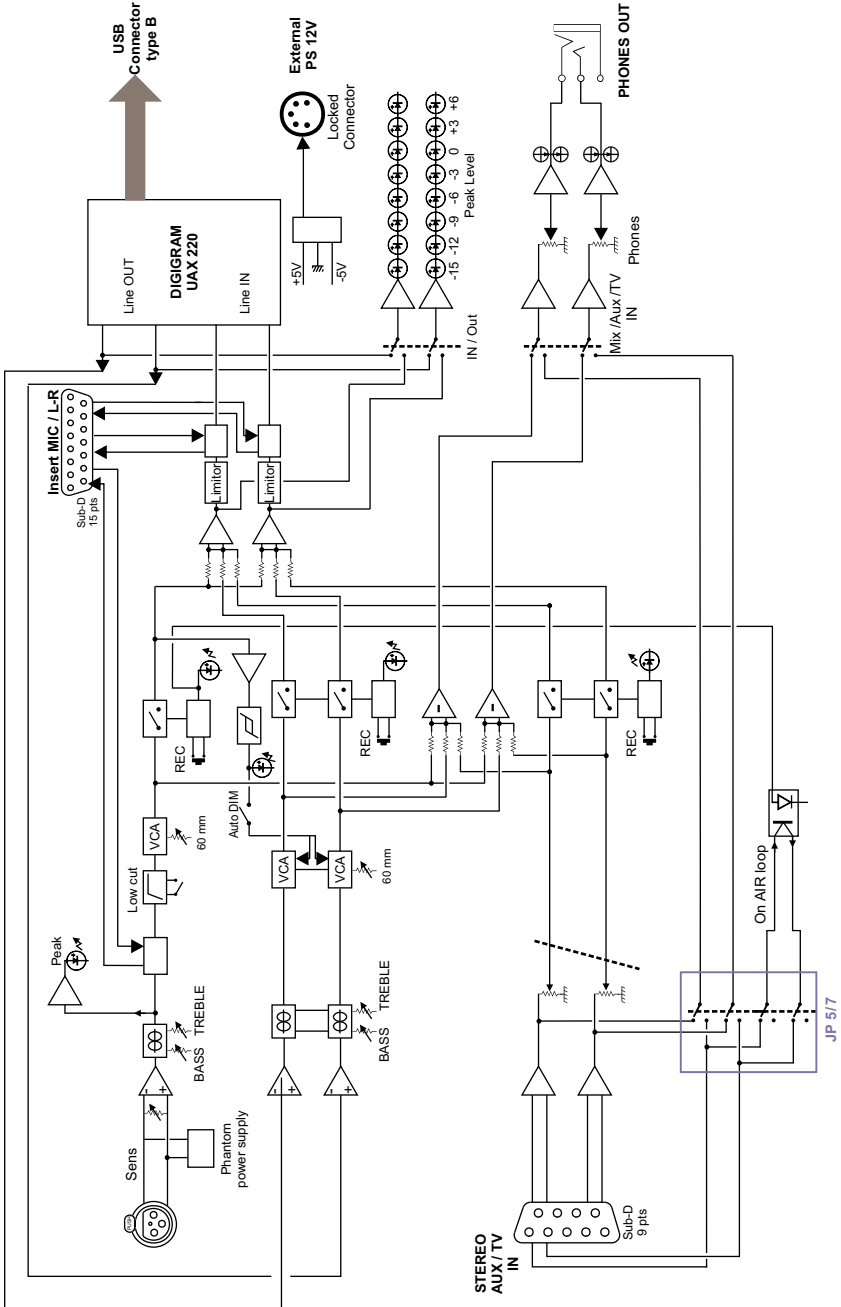 USB
Connector
type B
External
PS 12V
Locked
Connector
+5V
-5V
Line OUT
DIGIGRAM
UAX 220
Line IN
-15 -12 -9 -6 -3 0 +3 +6
Peak Level
IN / Out
PHONES OUT
Phones
Mix /Aux /TV
IN
Insert MIC / L-R
Sub-D
15 pts
Limitor
Limitor
REC
REC
REC
Auto DIM
VCA
60 mm
VCA
VCA
60 mm
Low cut
Peak
TREBLE
BASS
TREBLE
BASS
-
+
-
+
-
+
-
-
Sens
Phantom
power supply
PUSH
On AIR loop
JP 5/7
STEREO
AUX / TV
IN
Sub-D
9 pts